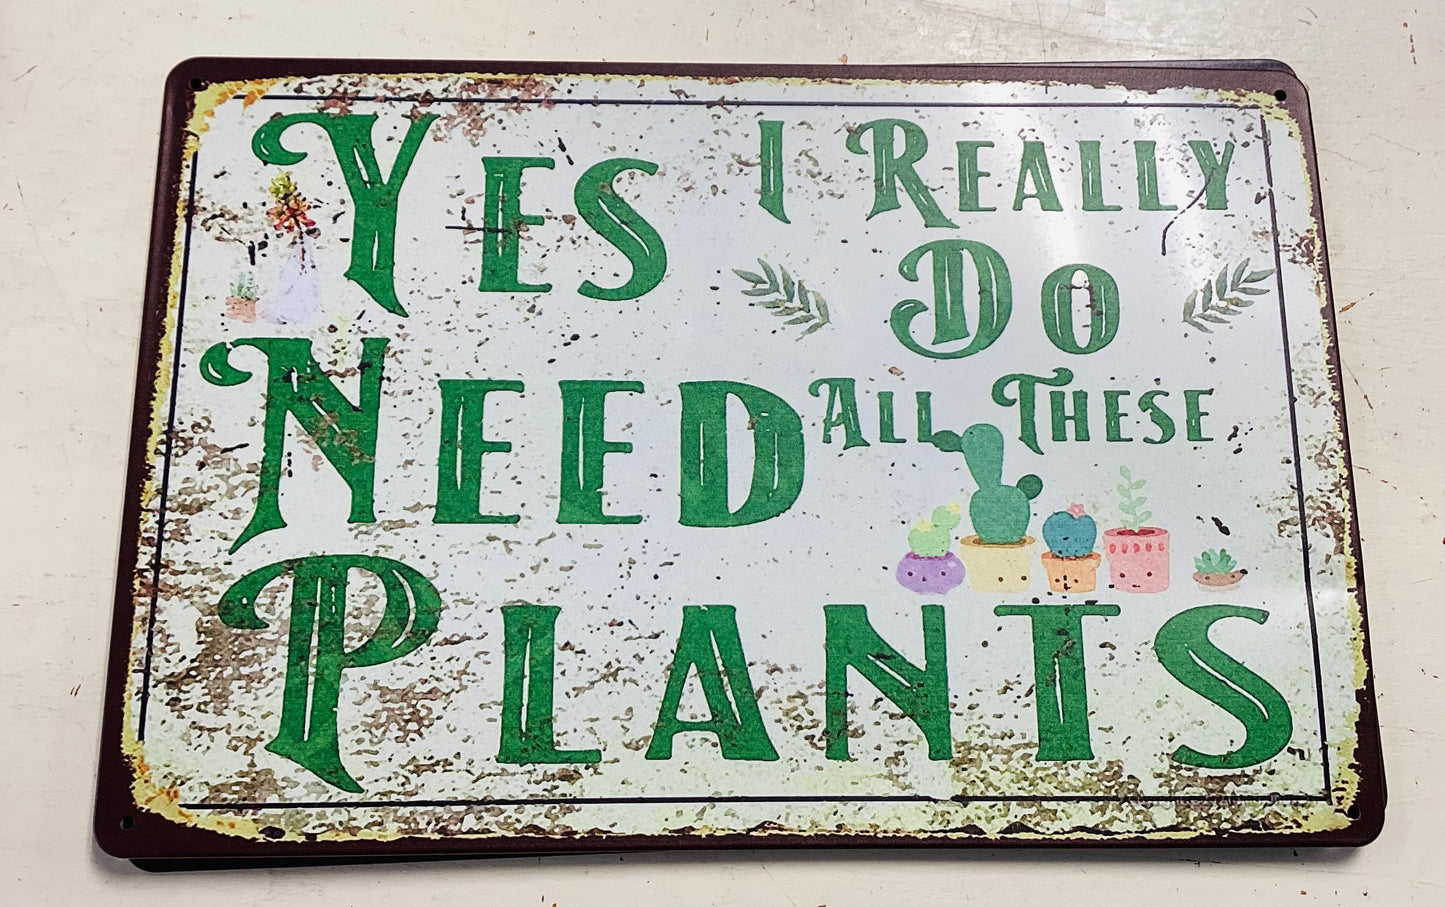 Yes I Really
Do
Need All These
Plants